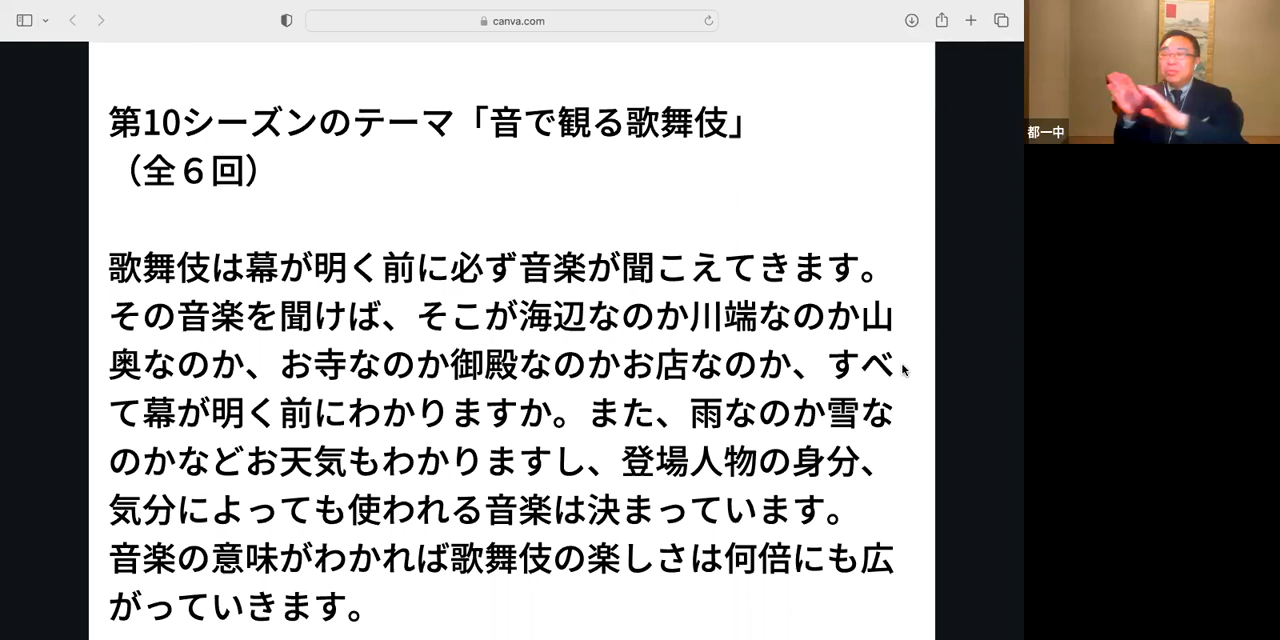 canva.com
都一中
第10シーズンのテーマ「音で観る歌舞伎」
（全６回）
歌舞伎は幕が明く前に必ず音楽が聞こえてきます。
その音楽を聞けば、そこが海辺なのか川端なのか山
奥なのか、お寺なのか御殿なのかお店なのか、すべ
て幕が明く前にわかりますか。また、雨なのか雪な
のかなどお天気もわかりますし、登場人物の身分、
気分によっても使われる音楽は決まっています。
音楽の意味がわかれば歌舞伎の楽しさは何倍にも広
がっていきます。